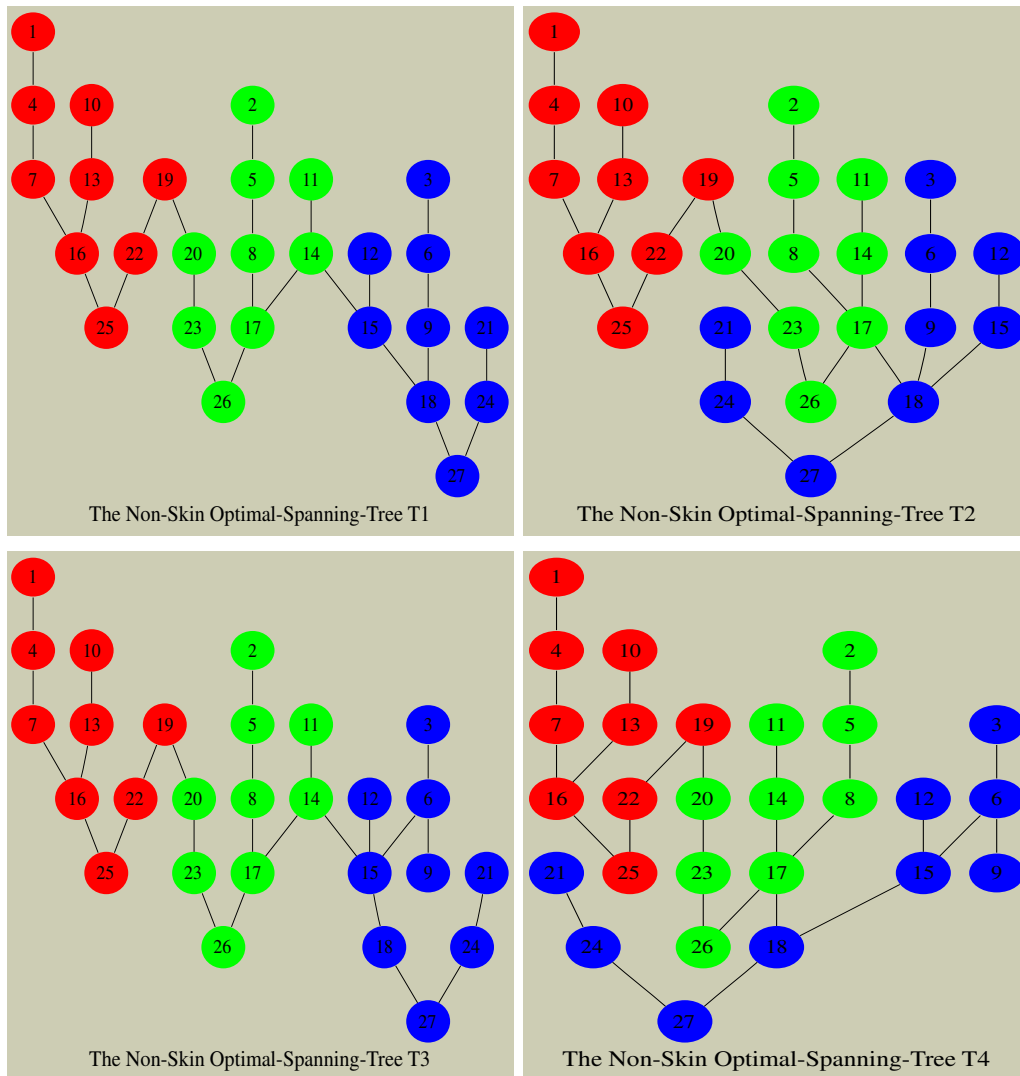 1
4 10 2
7 13 19 5 11 3
16 22 20 8 14 12 6
25 23 17 15 9 21
26 18 24
27
The Non-Skin Optimal-Spanning-Tree T1
1
4 10 2
7 13 19 5 11 3
16 22 20 8 14 6 12
25 21 23 17 9 15
24 26 18
27
The Non-Skin Optimal-Spanning-Tree T2
1
4 10 2
7 13 19 5 11 3
16 22 20 8 14 12 6
25 23 17 15 9 21
26 18 24
27
The Non-Skin Optimal-Spanning-Tree T3
1
4 10 2
7 13 19 11 5 3
16 22 20 14 8 12 6
21 25 23 17 15 9
24 26 18
27
The Non-Skin Optimal-Spanning-Tree T4